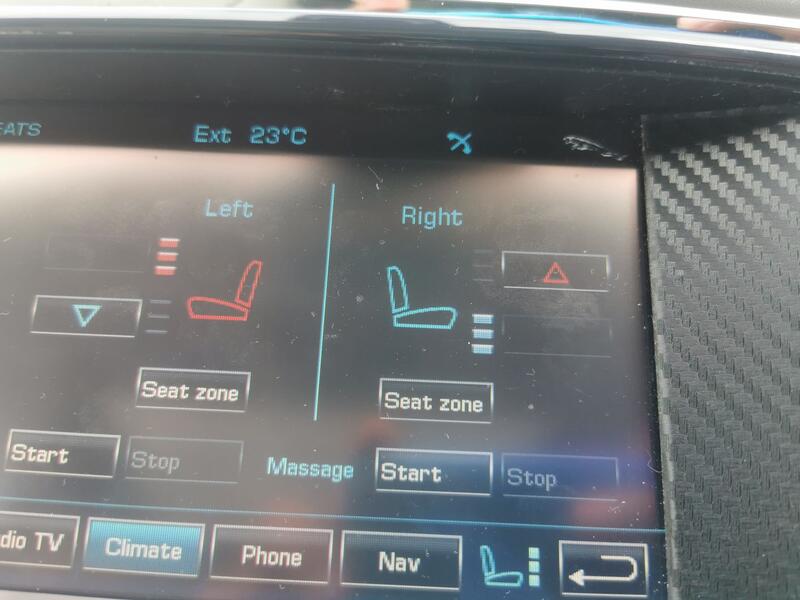 EATS
Ext 23°C
Left
Right
Seat zone
Seat zone
Start
Stop
Massage
Start
Stop
dio TV
Climate
Phone
Nav